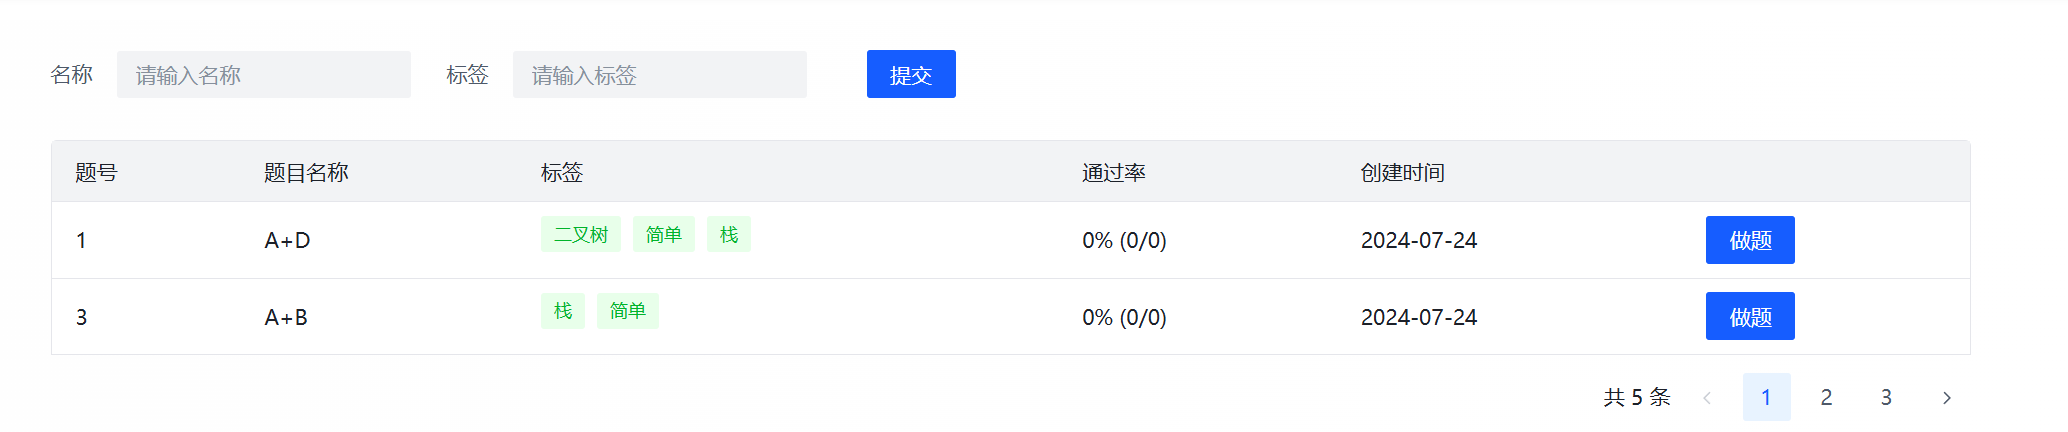 名称 请输入名称 标签 请输入标签 提交
题号 题目名称 标签 通过率 创建时间
1 A+D 二叉树 简单 栈 0% (0/0) 2024-07-24 做题
3 A+B 栈 简单 0% (0/0) 2024-07-24 做题
共 5 条 1 2 3